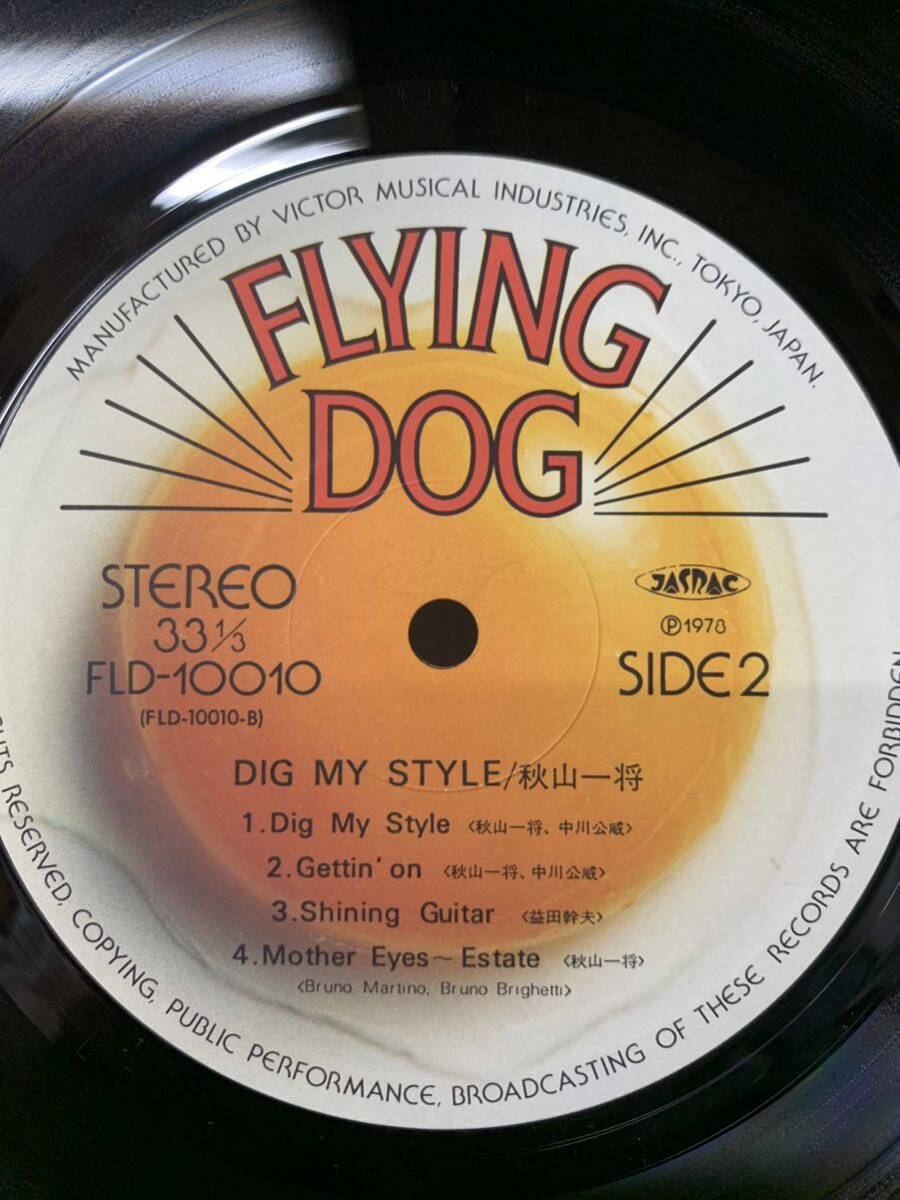 MANUFACTURED BY VICTOR MUSICAL INDUSTRIES, INC., TOKYO, JAPAN.
FLYING
DOG
STEREO
33 1/3
FLD-10010
(FLD-10010-B)
JASRAC
Ⓟ1978
SIDE 2
DIG MY STYLE/秋山一将
1.Dig My Style 〈秋山一将、中川公威〉
2.Gettin' on 〈秋山一将、中川公威〉
3.Shining Guitar 〈益田幹夫〉
4.Mother Eyes~Estate 〈秋山一将〉
〈Bruno Martino, Bruno Brighetti〉
RESERVED, COPYING, PUBLIC PERFORMANCE, BROADCASTING OF THESE RECORDS ARE FORBIDDEN